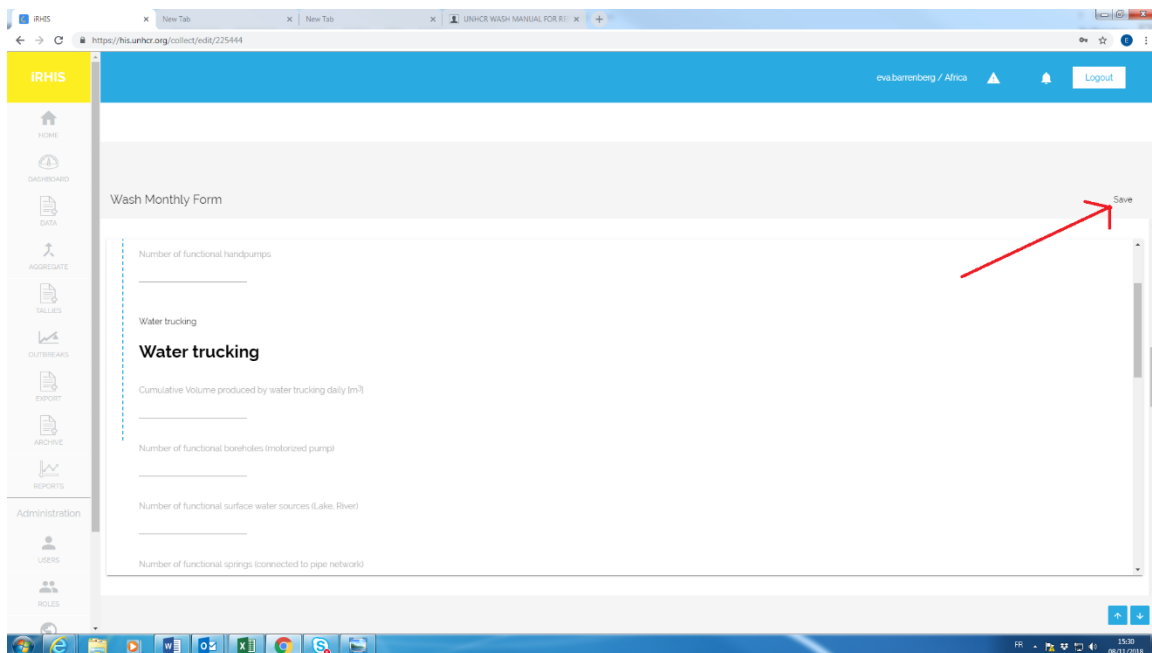 iRHIS
New Tab
New Tab
UNHCR WASH MANUAL FOR RE
https://his.unhcr.org/collect/edit/225444
E
iRHIS
eva.barrenberg / Africa
Logout
HOME
DASHBOARD
DATA
AGGREGATE
TALLIES
OUTBREAKS
EXPORT
ARCHIVE
REPORTS
Administration
USERS
ROLES
Wash Monthly Form
Save
Number of functional handpumps
Water trucking
Water trucking
Cumulative Volume produced by water trucking daily [m³]
Number of functional boreholes (motorized pump)
Number of functional surface water sources (Lake, River)
Number of functional springs (connected to pipe network)
FR
15:30
08/11/2018